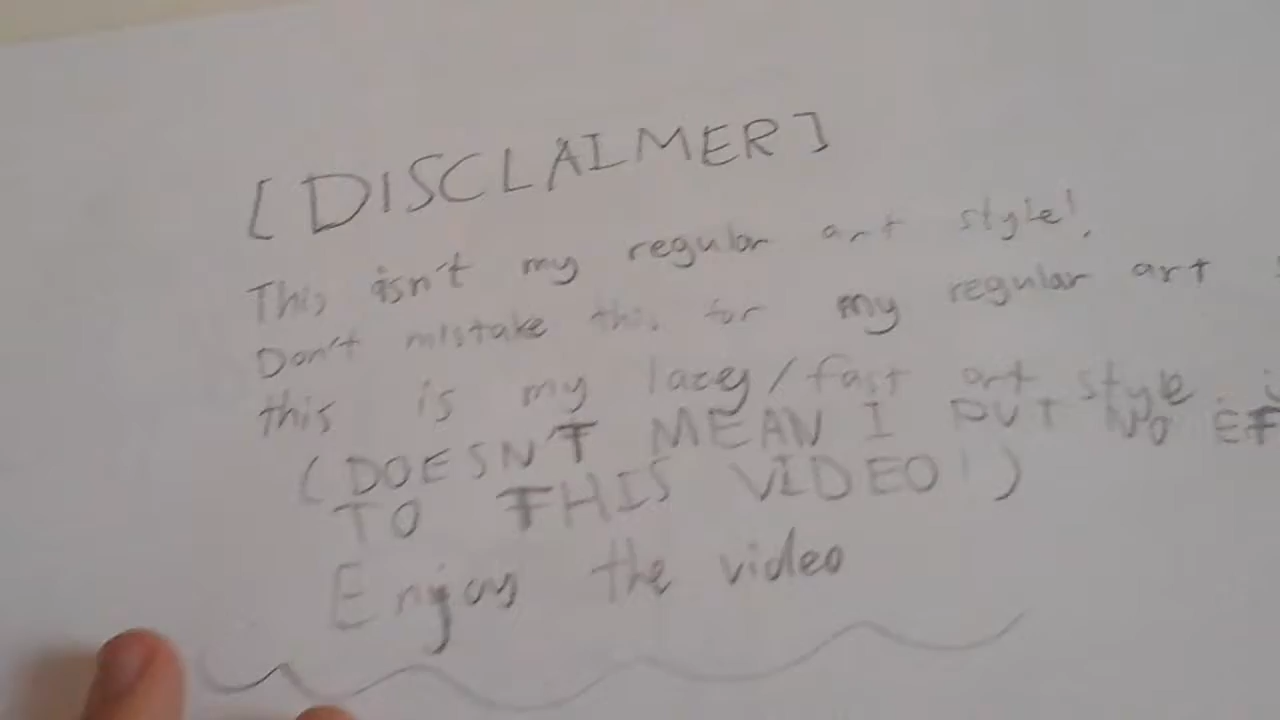 [DISCLAIMER]
This isn't my regular art style!
Don't mistake this for my regular art
this is my lazy/fast art style
(DOESN'T MEAN I PUT NO EF
TO THIS VIDEO!)
Enjoy the video